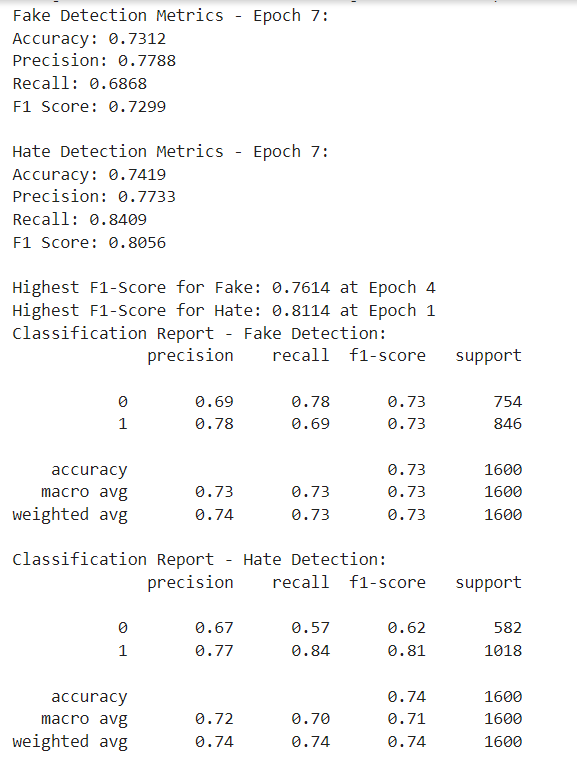 Fake Detection Metrics - Epoch 7:
Accuracy: 0.7312
Precision: 0.7788
Recall: 0.6868
F1 Score: 0.7299
Hate Detection Metrics - Epoch 7:
Accuracy: 0.7419
Precision: 0.7733
Recall: 0.8409
F1 Score: 0.8056
Highest F1-Score for Fake: 0.7614 at Epoch 4
Highest F1-Score for Hate: 0.8114 at Epoch 1
Classification Report - Fake Detection:
precision recall f1-score support
0 0.69 0.78 0.73 754
1 0.78 0.69 0.73 846
accuracy 0.73 1600
macro avg 0.73 0.73 0.73 1600
weighted avg 0.74 0.73 0.73 1600
Classification Report - Hate Detection:
precision recall f1-score support
0 0.67 0.57 0.62 582
1 0.77 0.84 0.81 1018
accuracy 0.74 1600
macro avg 0.72 0.70 0.71 1600
weighted avg 0.74 0.74 0.74 1600